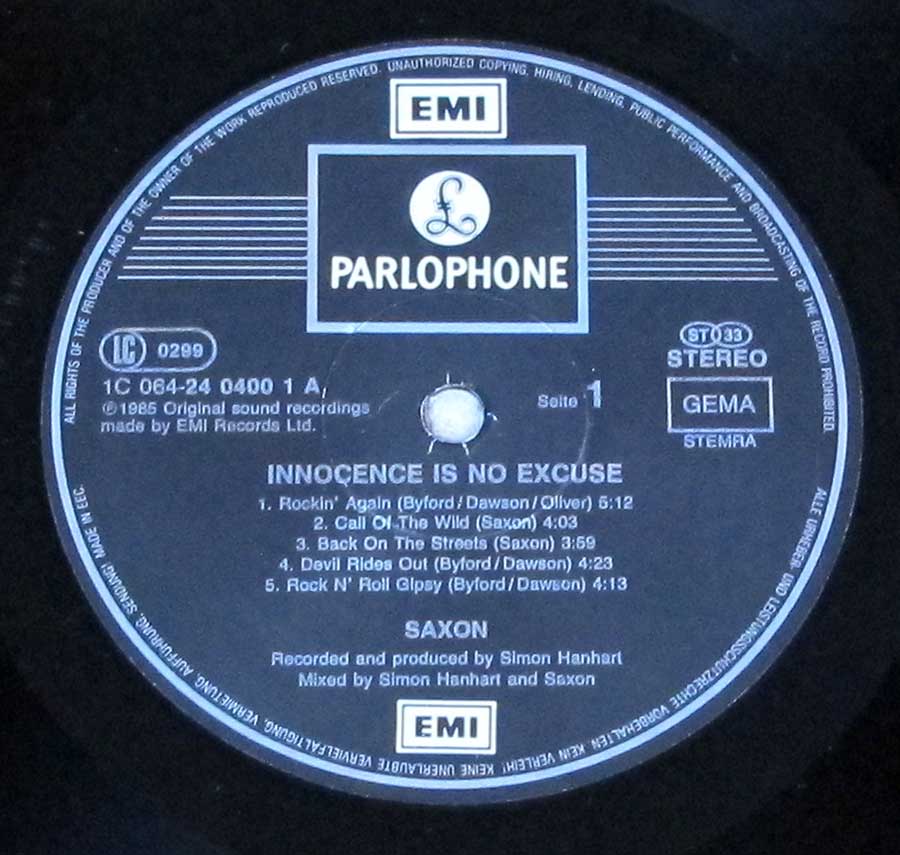 ALL RIGHTS OF THE PRODUCER AND OF THE OWNER OF THE WORK REPRODUCED RESERVED. UNAUTHORIZED COPYING, HIRING, LENDING, PUBLIC PERFORMANCE AND BROADCASTING OF THE RECORD PROHIBITED.
EMI
£
PARLOPHONE
LC 0299
ST 33
STEREO
1C 064-24 0400 1 A
Seite 1
GEMA
℗1985 Original sound recordings
made by EMI Records Ltd.
STEMRA
INNOCENCE IS NO EXCUSE
1. Rockin' Again (Byford/Dawson/Oliver) 5:12
2. Call Of The Wild (Saxon) 4:03
3. Back On The Streets (Saxon) 3:59
4. Devil Rides Out (Byford/Dawson) 4:23
5. Rock N' Roll Gipsy (Byford/Dawson) 4:13
SAXON
Recorded and produced by Simon Hanhart
Mixed by Simon Hanhart and Saxon
EMI
ALLE URHEBER- UND LEISTUNGSSCHUTZRECHTE VORBEHALTEN. KEIN VERLEIH! KEINE UNERLAUBTE VERVIELFÄLTIGUNG, VERMIETUNG, AUFFÜHRUNG, SENDUNG! MADE IN EEC.